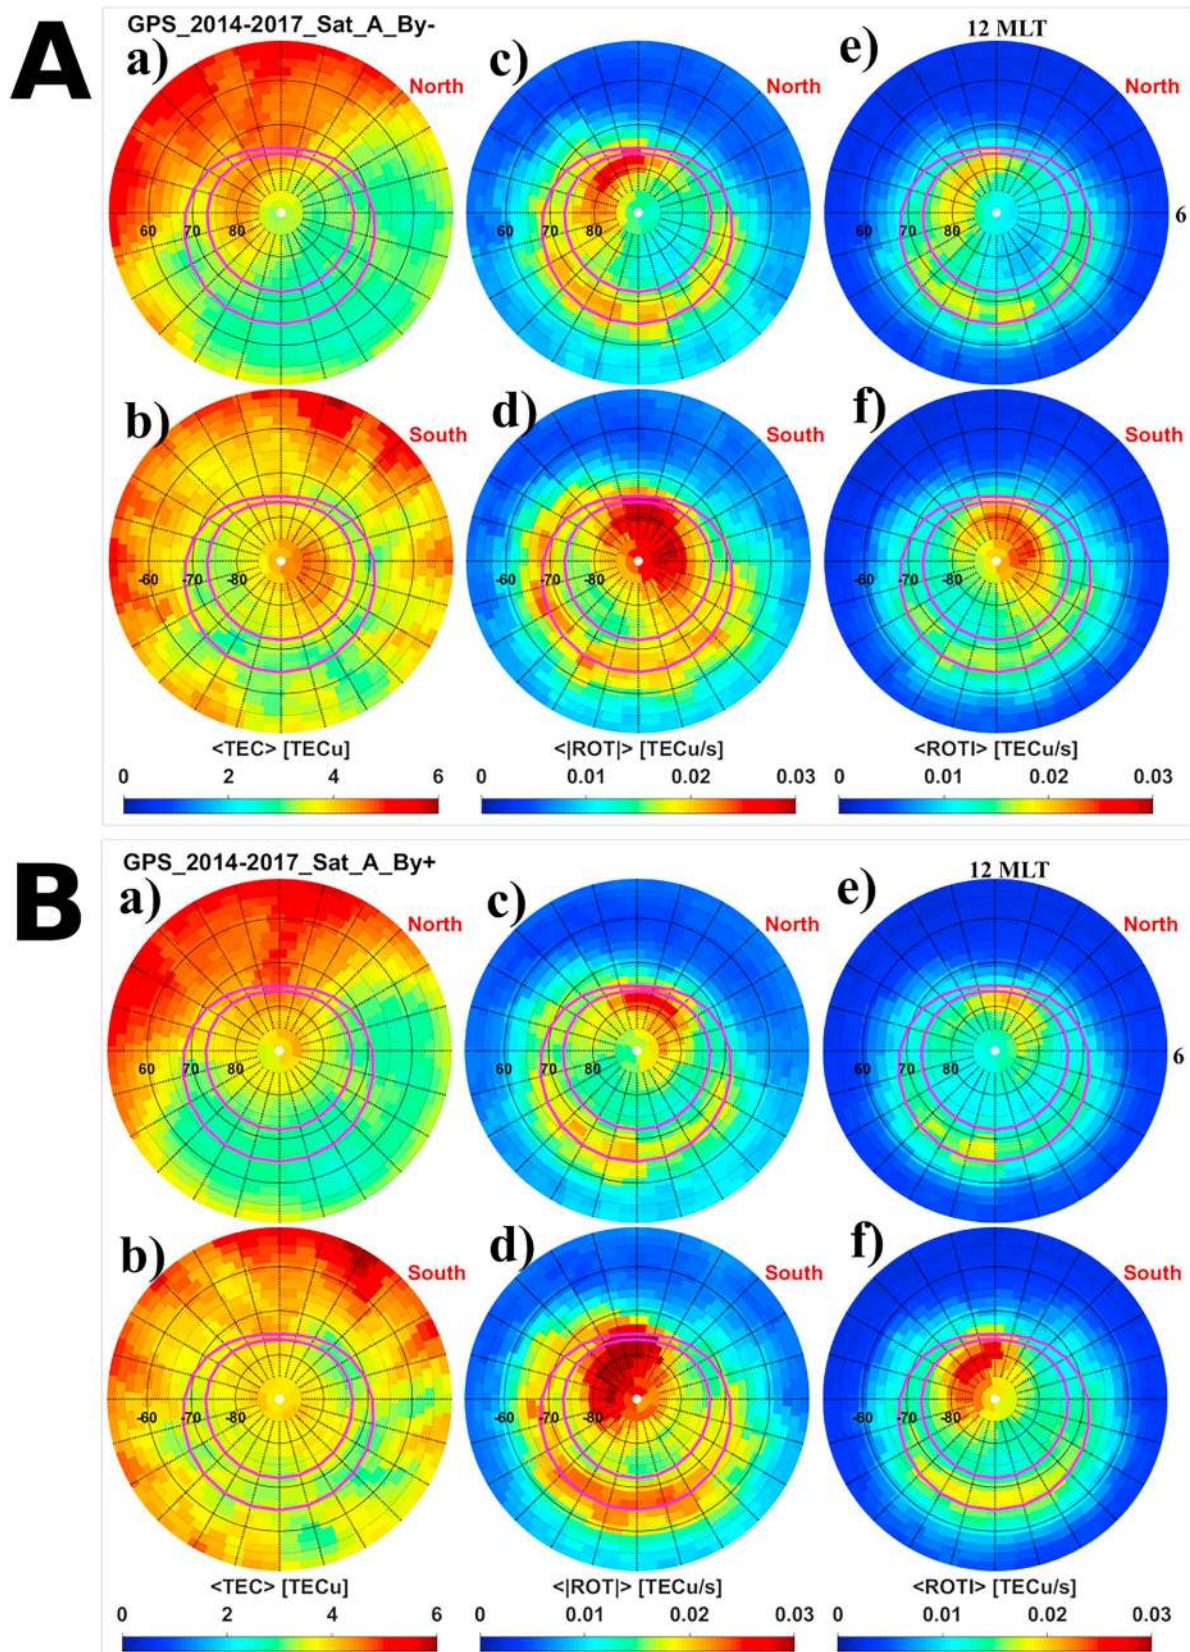 A
GPS_2014-2017_Sat_A_By-
12 MLT
a)
c)
e)
North
North
North
60
70
80
60
70
80
60
70
80
6
b)
d)
f)
South
South
South
-60
-70
-80
-60
-70
-80
-60
-70
-80
<TEC> [TECu]
<|ROT|> [TECu/s]
<ROTI> [TECu/s]
0 2 4 6
0 0.01 0.02 0.03
0 0.01 0.02 0.03
B
GPS_2014-2017_Sat_A_By+
12 MLT
a)
c)
e)
North
North
North
60
70
80
60
70
80
60
70
80
6
b)
d)
f)
South
South
South
-60
-70
-80
-60
-70
-80
-60
-70
-80
<TEC> [TECu]
<|ROT|> [TECu/s]
<ROTI> [TECu/s]
0 2 4 6
0 0.01 0.02 0.03
0 0.01 0.02 0.03